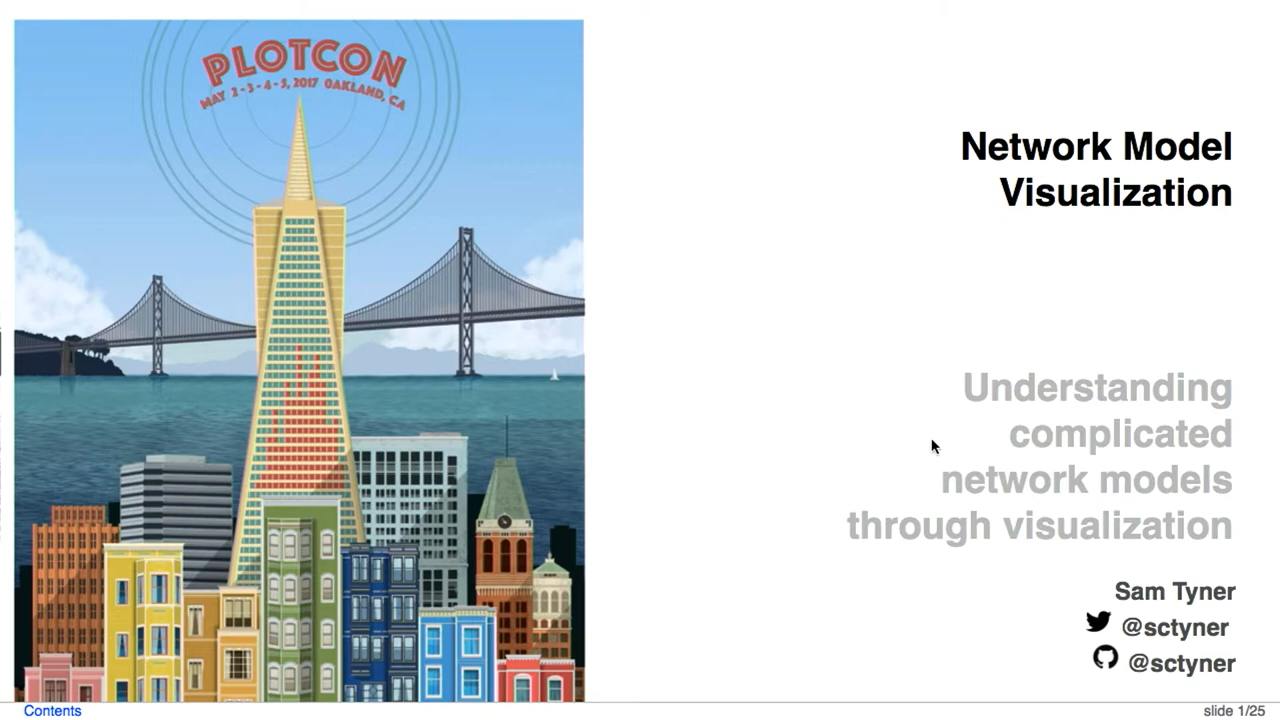 PLOTCON
MAY 2-3-4-5, 2017 OAKLAND, CA
Network Model
Visualization
Understanding
complicated
network models
through visualization
Sam Tyner
@sctyner
@sctyner
Contents
slide 1/25